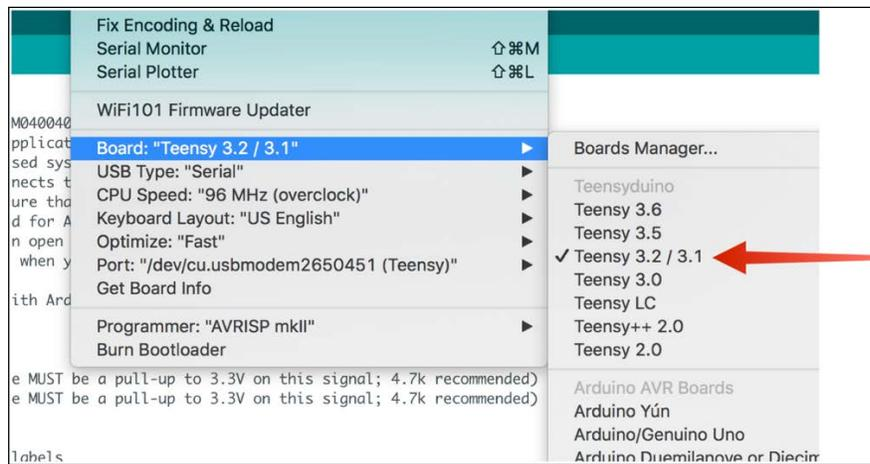 Fix Encoding & Reload
Serial Monitor ⇧⌘M
Serial Plotter ⇧⌘L
WiFi101 Firmware Updater
Board: "Teensy 3.2 / 3.1"
USB Type: "Serial"
CPU Speed: "96 MHz (overclock)"
Keyboard Layout: "US English"
Optimize: "Fast"
Port: "/dev/cu.usbmodem2650451 (Teensy)"
Get Board Info
Programmer: "AVRISP mkII"
Burn Bootloader
Boards Manager...
Teensyduino
Teensy 3.6
Teensy 3.5
✓ Teensy 3.2 / 3.1
Teensy 3.0
Teensy LC
Teensy++ 2.0
Teensy 2.0
Arduino AVR Boards
Arduino Yún
Arduino/Genuino Uno
Arduino Duemilanove or Diecim
M040040
pplicat
sed sys
nects t
ure tha
d for A
n open
when y
ith Ard
e MUST be a pull-up to 3.3V on this signal; 4.7k recommended)
e MUST be a pull-up to 3.3V on this signal; 4.7k recommended)
labels